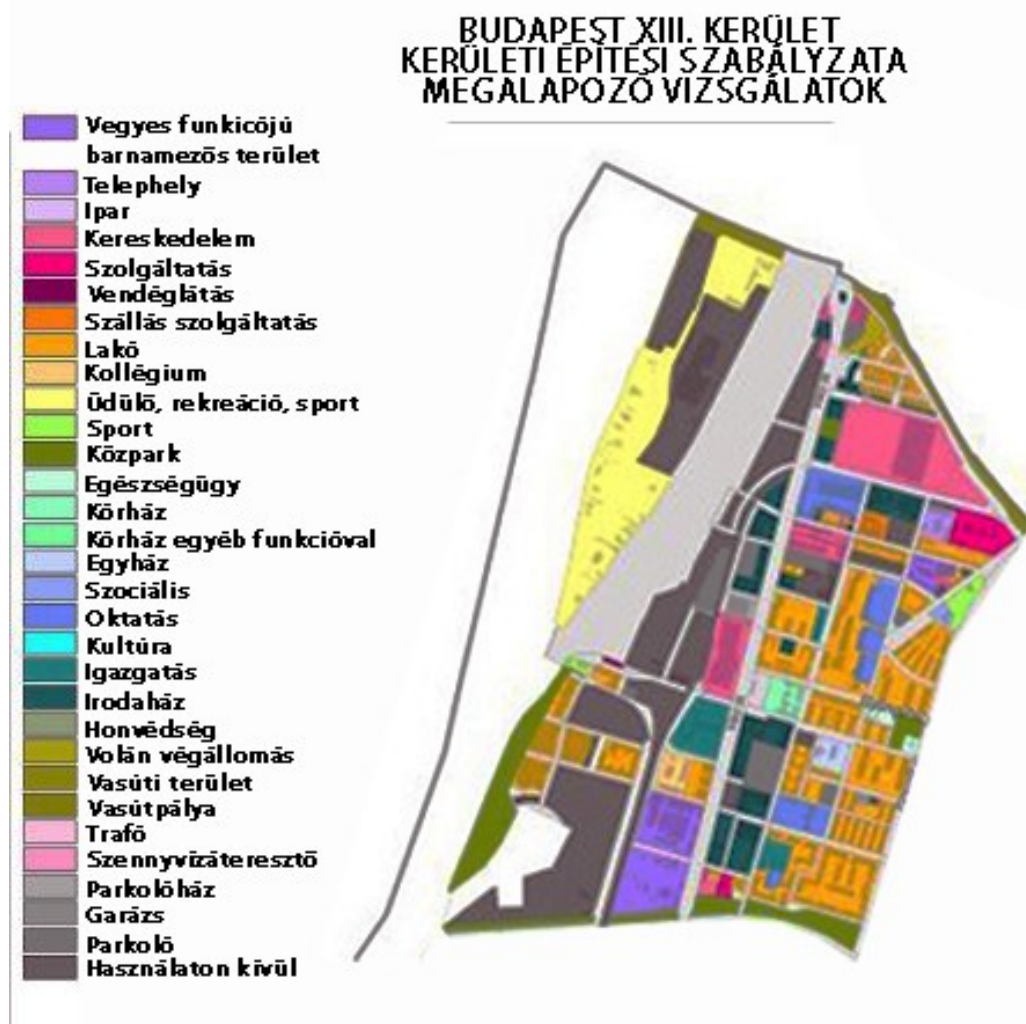 BUDAPEST XIII. KERÜLET
KERÜLETI ÉPÍTÉSI SZABÁLYZATA
MEGALAPOZÓ VIZSGÁLATOK
Vegyes funkicójú
barnamezős terület
Telephely
Ipar
Kereskedelem
Szolgáltatás
Vendéglátás
Szállás szolgáltatás
Lakó
Kollégium
Üdülő, rekreáció, sport
Sport
Közpark
Egészségügy
Kórház
Kórház egyéb funkcióval
Egyház
Szociális
Oktatás
Kultúra
Igazgatás
Irodaház
Honvédség
Volán végállomás
Vasúti terület
Vasútpálya
Trafó
Szennyvízáteresztő
Parkolóház
Garázs
Parkoló
Használaton kívül